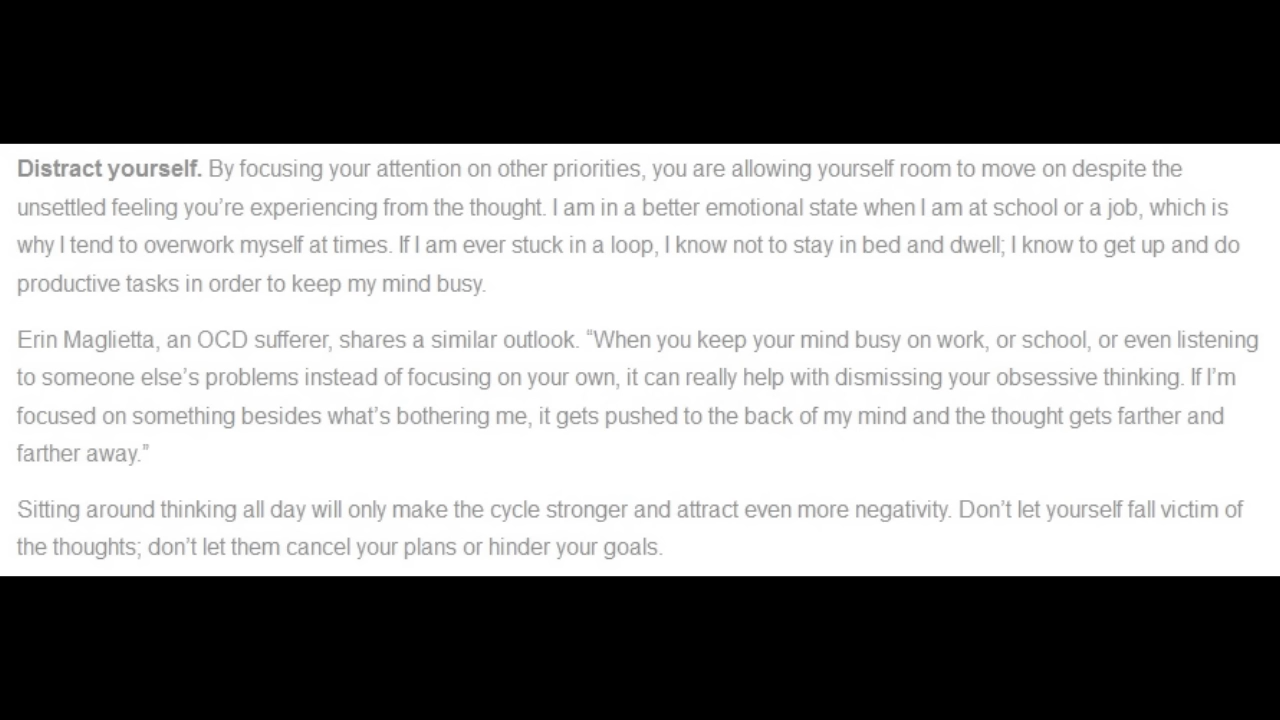 Distract yourself. By focusing your attention on other priorities, you are allowing yourself room to move on despite the
unsettled feeling you’re experiencing from the thought. I am in a better emotional state when I am at school or a job, which is
why I tend to overwork myself at times. If I am ever stuck in a loop, I know not to stay in bed and dwell; I know to get up and do
productive tasks in order to keep my mind busy.
Erin Maglietta, an OCD sufferer, shares a similar outlook. “When you keep your mind busy on work, or school, or even listening
to someone else’s problems instead of focusing on your own, it can really help with dismissing your obsessive thinking. If I’m
focused on something besides what’s bothering me, it gets pushed to the back of my mind and the thought gets farther and
farther away.”
Sitting around thinking all day will only make the cycle stronger and attract even more negativity. Don’t let yourself fall victim of
the thoughts; don’t let them cancel your plans or hinder your goals.